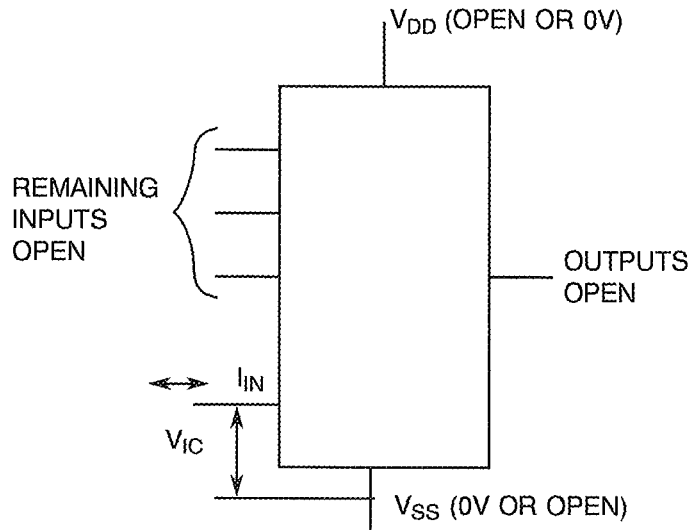 VDD (OPEN OR 0V)
REMAINING
INPUTS
OPEN
OUTPUTS
OPEN
IIN
VIC
VSS (0V OR OPEN)